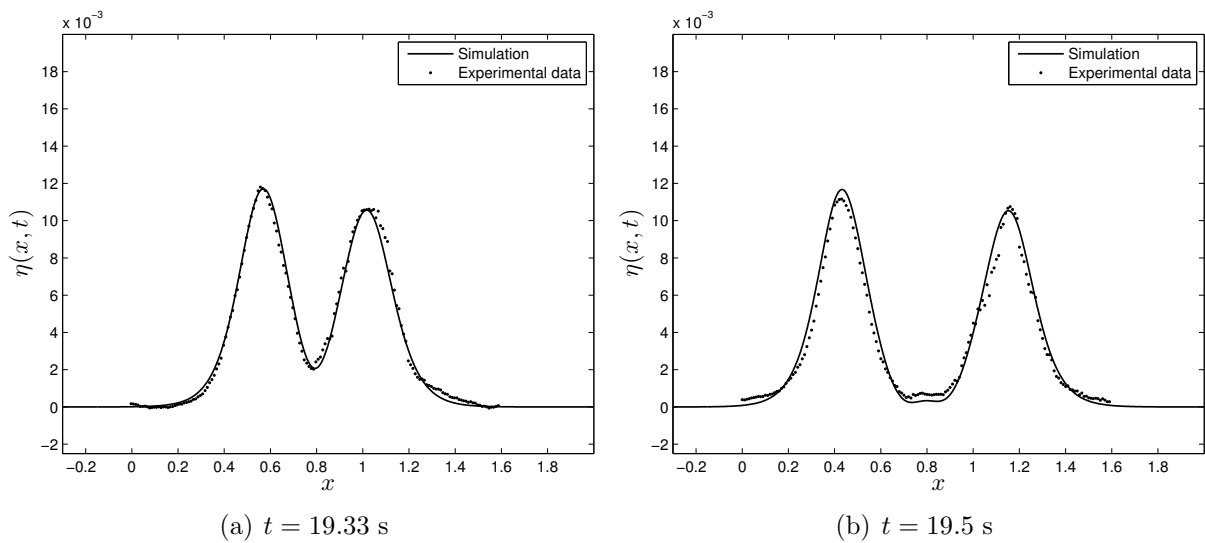 x 10⁻³
18
16
14
12
10
8
6
4
2
0
−2
η(x, t)
Simulation
Experimental data
−0.2 0 0.2 0.4 0.6 0.8 1 1.2 1.4 1.6 1.8
x
(a) t = 19.33 s
x 10⁻³
18
16
14
12
10
8
6
4
2
0
−2
η(x, t)
Simulation
Experimental data
−0.2 0 0.2 0.4 0.6 0.8 1 1.2 1.4 1.6 1.8
x
(b) t = 19.5 s